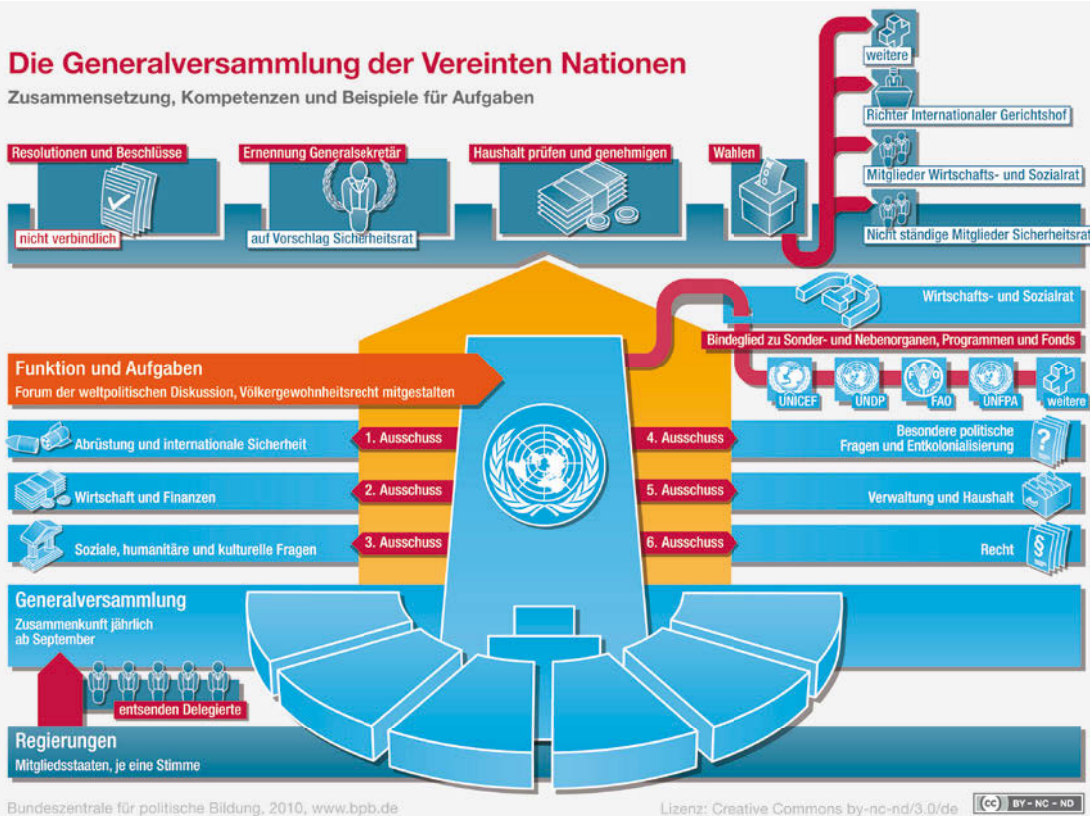 Die Generalversammlung der Vereinten Nationen
Zusammensetzung, Kompetenzen und Beispiele für Aufgaben
Resolutionen und Beschlüsse
nicht verbindlich
Ernennung Generalsekretär
auf Vorschlag Sicherheitsrat
Haushalt prüfen und genehmigen
Wahlen
weitere
Richter Internationaler Gerichtshof
Mitglieder Wirtschafts- und Sozialrat
Nicht ständige Mitglieder Sicherheitsrat
Wirtschafts- und Sozialrat
Bindeglied zu Sonder- und Nebenorganen, Programmen und Fonds
UNICEF
UNDP
FAO
UNFPA
weitere
Funktion und Aufgaben
Forum der weltpolitischen Diskussion, Völkergewohnheitsrecht mitgestalten
Abrüstung und internationale Sicherheit
1. Ausschuss
4. Ausschuss
Besondere politische
Fragen und Entkolonialisierung
?
Wirtschaft und Finanzen
2. Ausschuss
5. Ausschuss
Verwaltung und Haushalt
Soziale, humanitäre und kulturelle Fragen
3. Ausschuss
6. Ausschuss
Recht
§
Generalversammlung
Zusammenkunft jährlich
ab September
entsenden Delegierte
Regierungen
Mitgliedsstaaten, je eine Stimme
Bundeszentrale für politische Bildung, 2010, www.bpb.de
Lizenz: Creative Commons by-nc-nd/3.0/de
cc BY - NC - ND